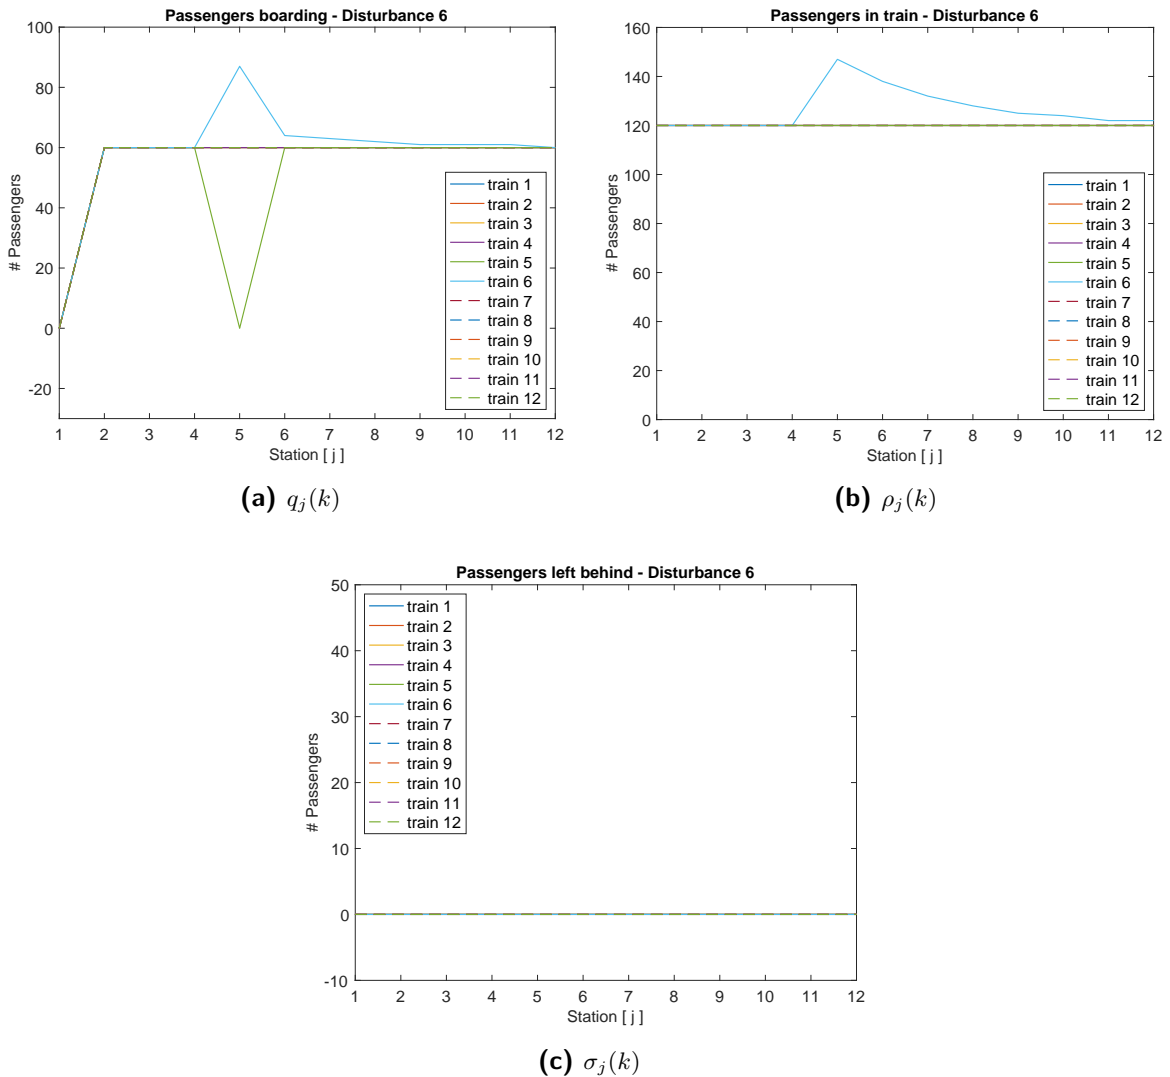 Passengers boarding - Disturbance 6
100
80
60
40
20
0
-20
# Passengers
train 1
train 2
train 3
train 4
train 5
train 6
train 7
train 8
train 9
train 10
train 11
train 12
1 2 3 4 5 6 7 8 9 10 11 12
Station [ j ]
(a) q_j(k)
Passengers in train - Disturbance 6
160
140
120
100
80
60
40
20
0
# Passengers
train 1
train 2
train 3
train 4
train 5
train 6
train 7
train 8
train 9
train 10
train 11
train 12
1 2 3 4 5 6 7 8 9 10 11 12
Station [ j ]
(b) ρ_j(k)
Passengers left behind - Disturbance 6
50
40
30
20
10
0
-10
# Passengers
train 1
train 2
train 3
train 4
train 5
train 6
train 7
train 8
train 9
train 10
train 11
train 12
1 2 3 4 5 6 7 8 9 10 11 12
Station [ j ]
(c) σ_j(k)